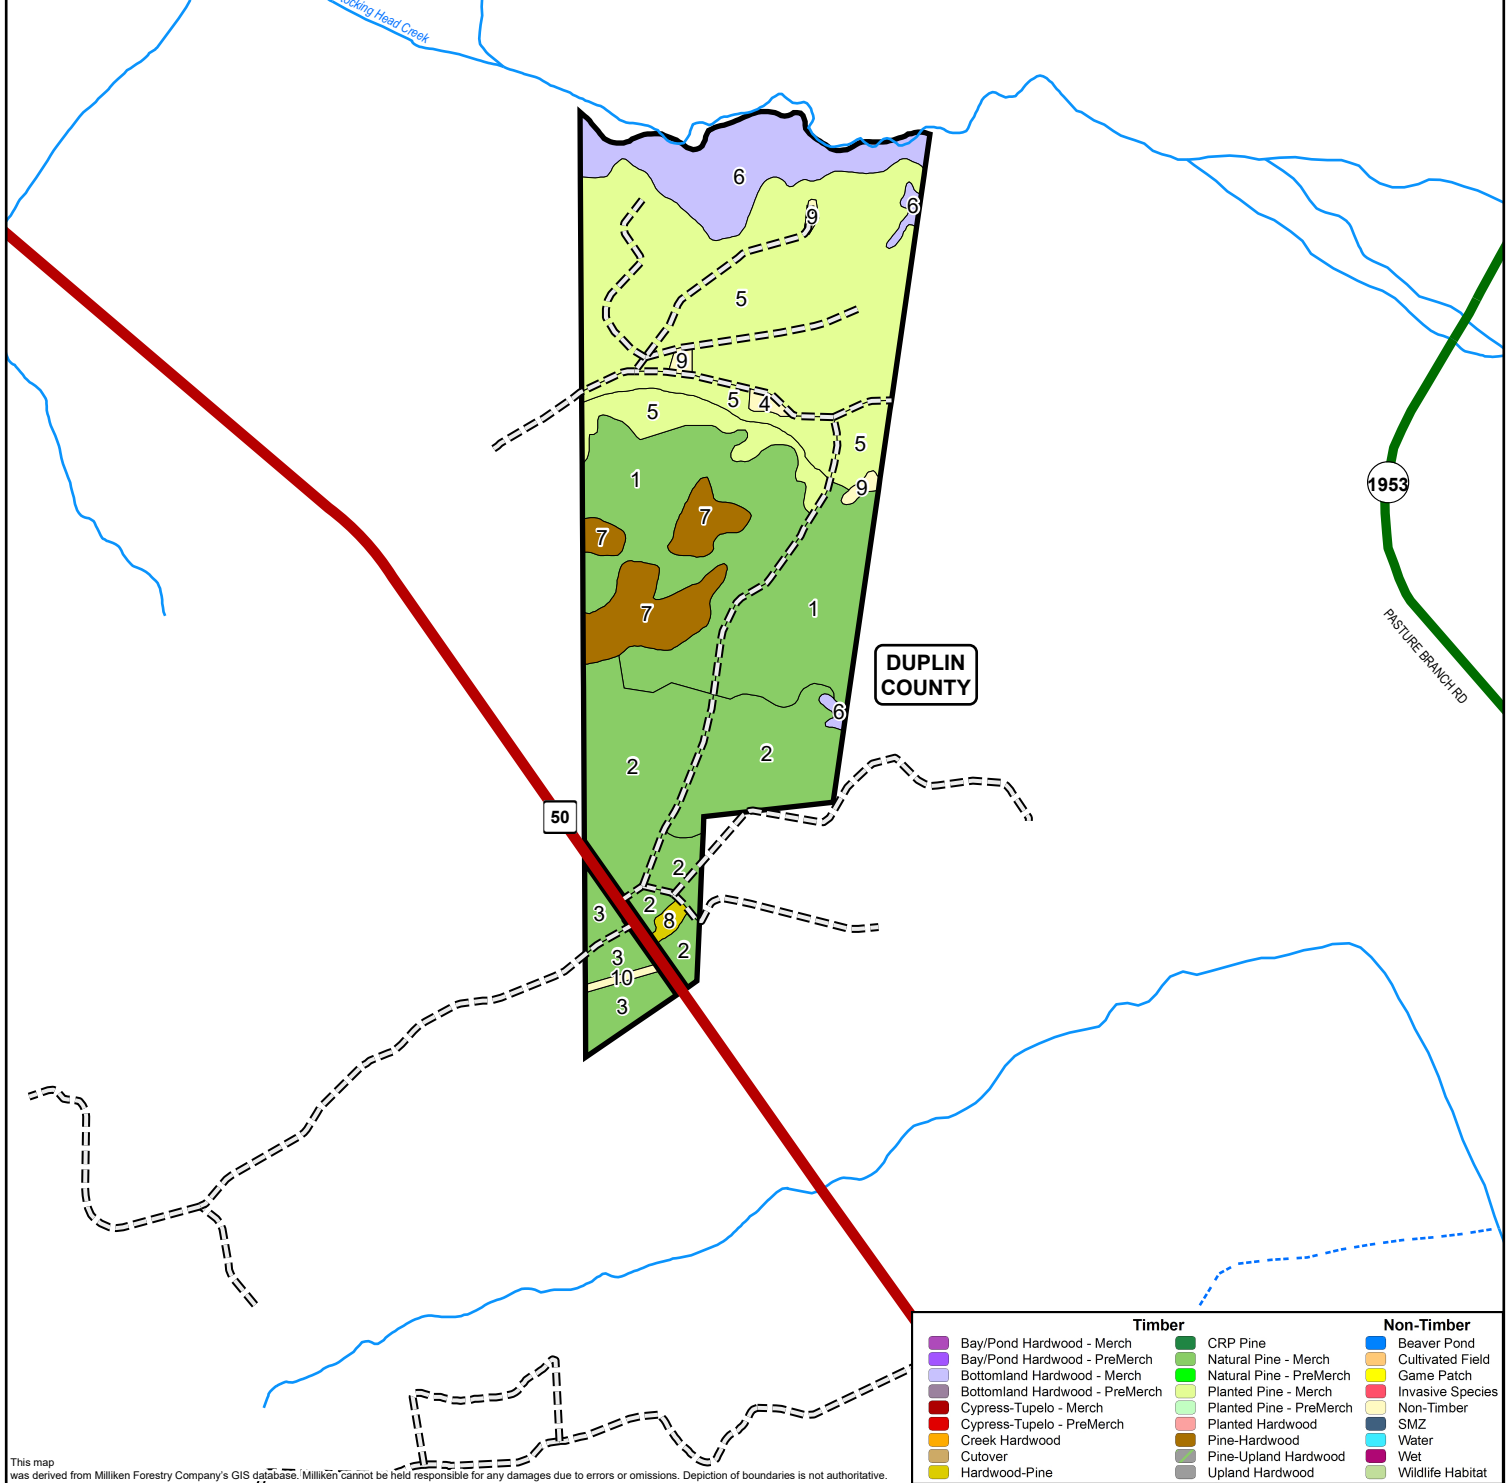 ocking Head Creek
6
6
9
5
9
5
4
5
5
9
1
7
7
7
1
1953
PASTURE BRANCH RD
DUPLIN
COUNTY
6
2
2
50
2
2
3
8
2
3
10
3
Timber
Non-Timber
Bay/Pond Hardwood - Merch
CRP Pine
Beaver Pond
Bay/Pond Hardwood - PreMerch
Natural Pine - Merch
Cultivated Field
Bottomland Hardwood - Merch
Natural Pine - PreMerch
Game Patch
Bottomland Hardwood - PreMerch
Planted Pine - Merch
Invasive Species
Cypress-Tupelo - Merch
Planted Pine - PreMerch
Non-Timber
Cypress-Tupelo - PreMerch
Planted Hardwood
SMZ
Creek Hardwood
Pine-Hardwood
Water
Cutover
Pine-Upland Hardwood
Wet
Hardwood-Pine
Upland Hardwood
Wildlife Habitat
This map
was derived from Milliken Forestry Company's GIS database. Milliken cannot be held responsible for any damages due to errors or omissions. Depiction of boundaries is not authoritative.